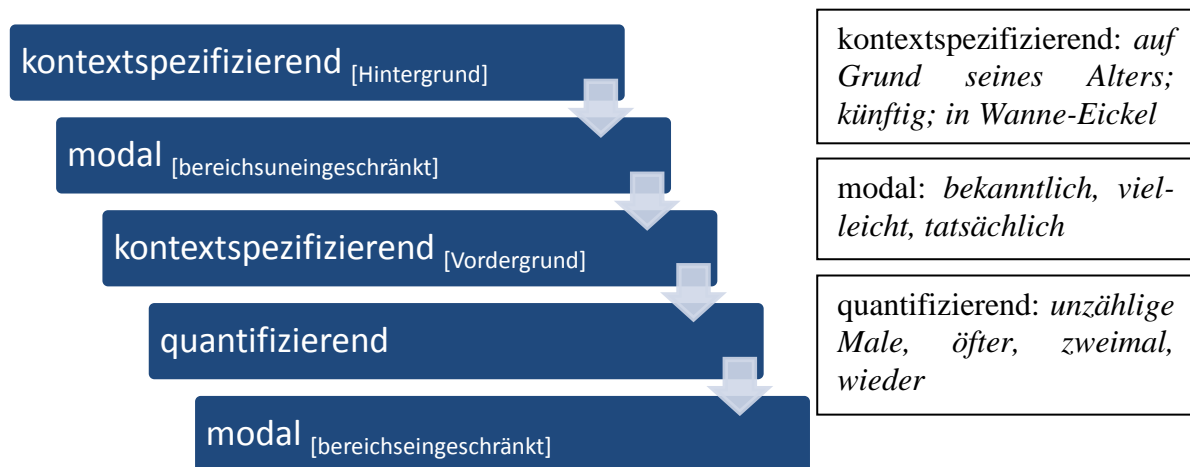 kontextspezifizierend [Hintergrund]
modal [bereichsuneingeschränkt]
kontextspezifizierend [Vordergrund]
quantifizierend
modal [bereichseingeschränkt]
kontextspezifizierend: auf
Grund seines Alters;
künftig; in Wanne-Eickel
modal: bekanntlich, viel-
leicht, tatsächlich
quantifizierend: unzählige
Male, öfter, zweimal,
wieder